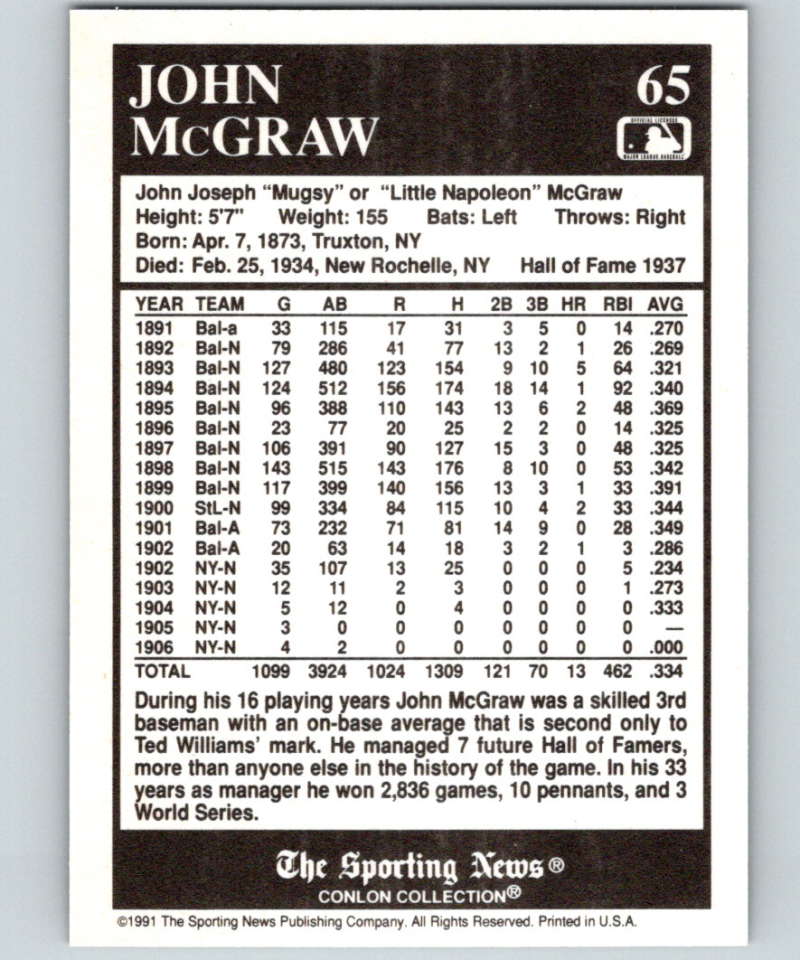 JOHN 65
McGRAW
OFFICIAL LICENSEE
MAJOR LEAGUE BASEBALL
John Joseph “Mugsy” or “Little Napoleon” McGraw
Height: 5'7" Weight: 155 Bats: Left Throws: Right
Born: Apr. 7, 1873, Truxton, NY
Died: Feb. 25, 1934, New Rochelle, NY Hall of Fame 1937
YEAR TEAM G AB R H 2B 3B HR RBI AVG
1891 Bal-a 33 115 17 31 3 5 0 14 .270
1892 Bal-N 79 286 41 77 13 2 1 26 .269
1893 Bal-N 127 480 123 154 9 10 5 64 .321
1894 Bal-N 124 512 156 174 18 14 1 92 .340
1895 Bal-N 96 388 110 143 13 6 2 48 .369
1896 Bal-N 23 77 20 25 2 2 0 14 .325
1897 Bal-N 106 391 90 127 15 3 0 48 .325
1898 Bal-N 143 515 143 176 8 10 0 53 .342
1899 Bal-N 117 399 140 156 13 3 1 33 .391
1900 StL-N 99 334 84 115 10 4 2 33 .344
1901 Bal-A 73 232 71 81 14 9 0 28 .349
1902 Bal-A 20 63 14 18 3 2 1 3 .286
1902 NY-N 35 107 13 25 0 0 0 5 .234
1903 NY-N 12 11 2 3 0 0 0 1 .273
1904 NY-N 5 12 0 4 0 0 0 0 .333
1905 NY-N 3 0 0 0 0 0 0 0 —
1906 NY-N 4 2 0 0 0 0 0 0 .000
TOTAL 1099 3924 1024 1309 121 70 13 462 .334
During his 16 playing years John McGraw was a skilled 3rd
baseman with an on-base average that is second only to
Ted Williams’ mark. He managed 7 future Hall of Famers,
more than anyone else in the history of the game. In his 33
years as manager he won 2,836 games, 10 pennants, and 3
World Series.
The Sporting News®
CONLON COLLECTION®
©1991 The Sporting News Publishing Company. All Rights Reserved. Printed in U.S.A.